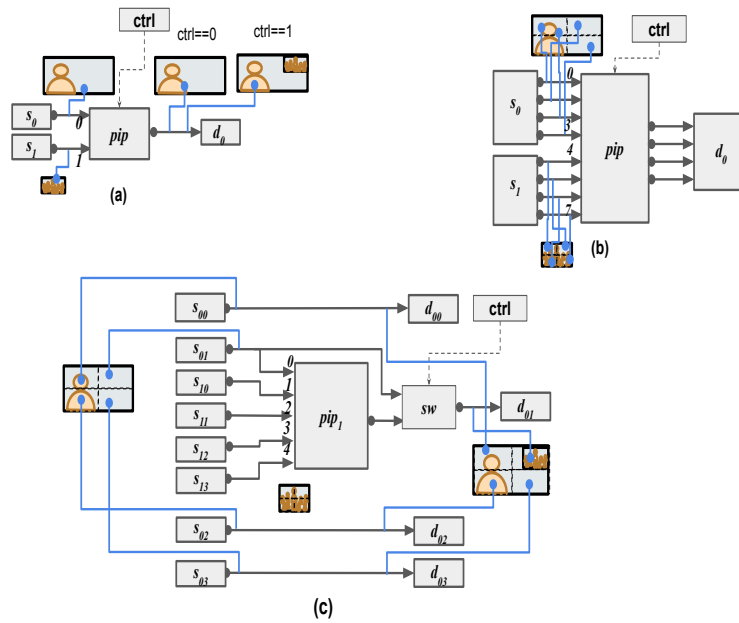 ctrl
ctrl==0
ctrl==1
s0
0
pip
d0
s1
1
(a)
ctrl
0
s0
3
pip
d0
4
s1
7
(b)
s00
d00
ctrl
s01
0
s10
1
s11
2
pip1
sw
d01
s12
3
s13
4
s02
d02
s03
d03
(c)